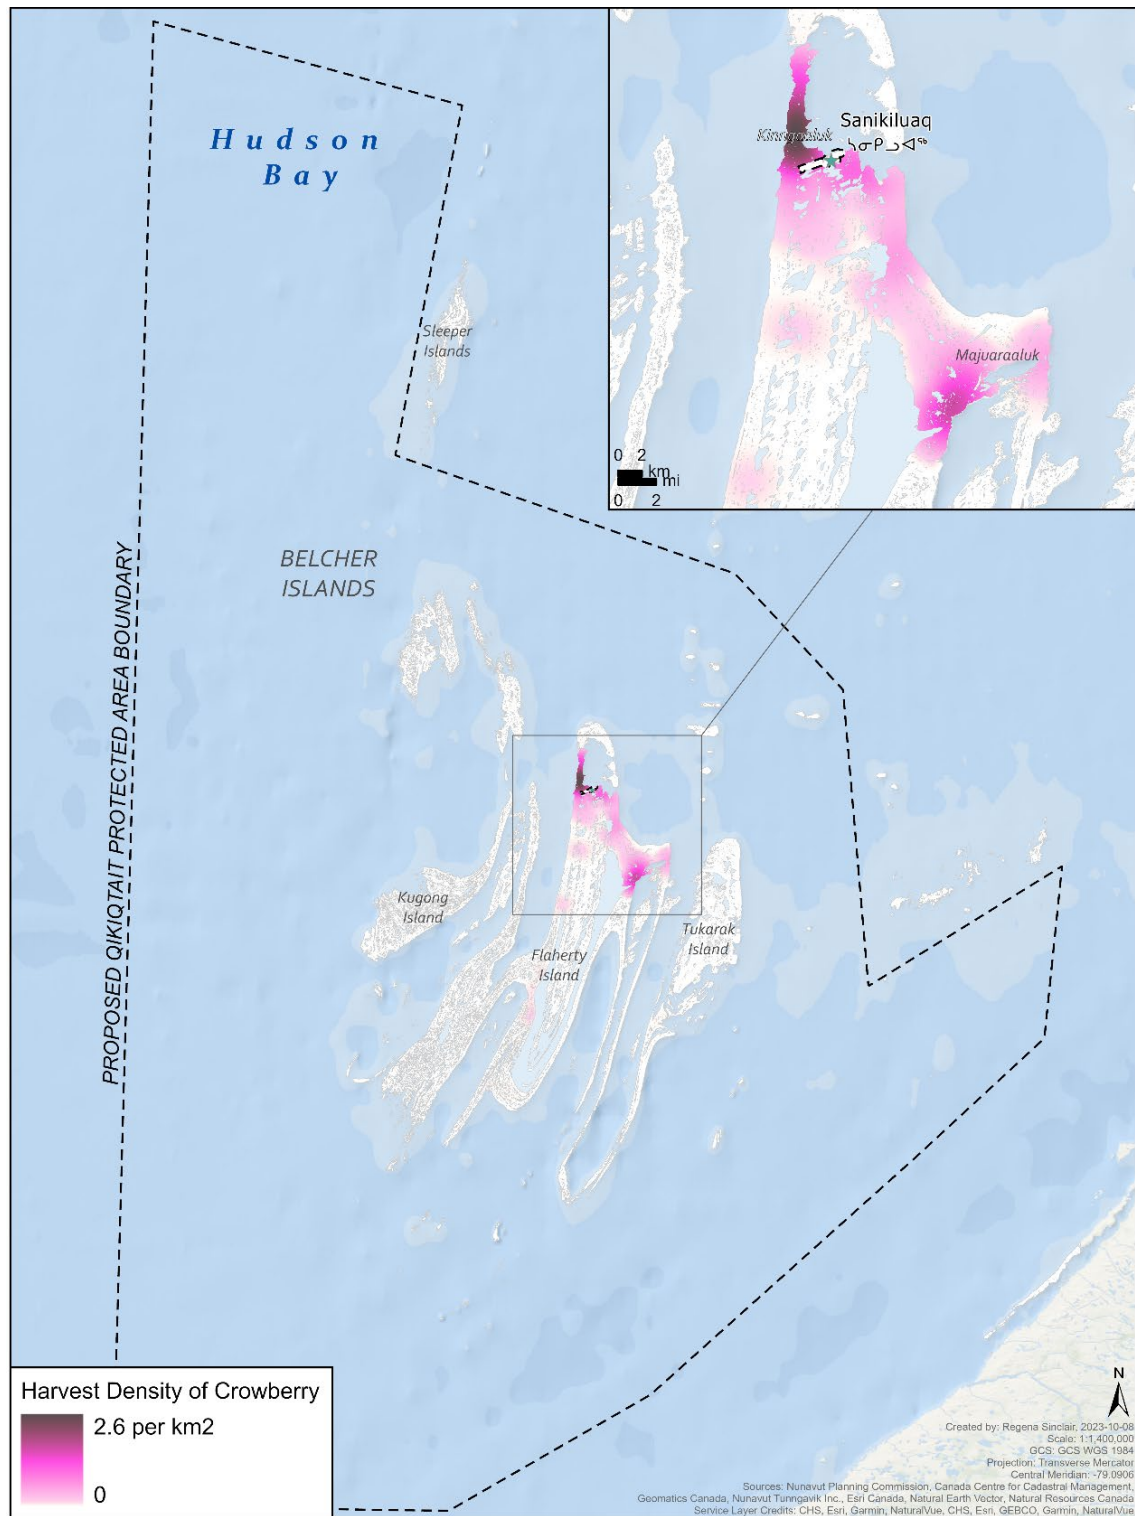 Hudson
Bay
Sanikiluaq
ᓴᓂᑭᓗᐊᖅ
Majuaraaluk
0 2
km
mi
0 2
Sleeper
Islands
BELCHER
ISLANDS
PROPOSED QIKIQTAIT PROTECTED AREA BOUNDARY
Kugong
Island
Flaherty
Island
Tukarak
Island
Harvest Density of Crowberry
2.6 per km2
0
N
Created by: Regena Sinclair, 2023-10-08
Scale: 1:1,400,000
GCS: GCS WGS 1984
Projection: Transverse Mercator
Central Meridian: -79.0906
Sources: Nunavut Planning Commission, Canada Centre for Cadastral Management,
Geomatics Canada, Nunavut Tunngavik Inc., Esri Canada, Natural Earth Vector, Natural Resources Canada
Service Layer Credits: CHS, Esri, Garmin, NaturalVue, CHS, Esri, GEBCO, Garmin, NaturalVue